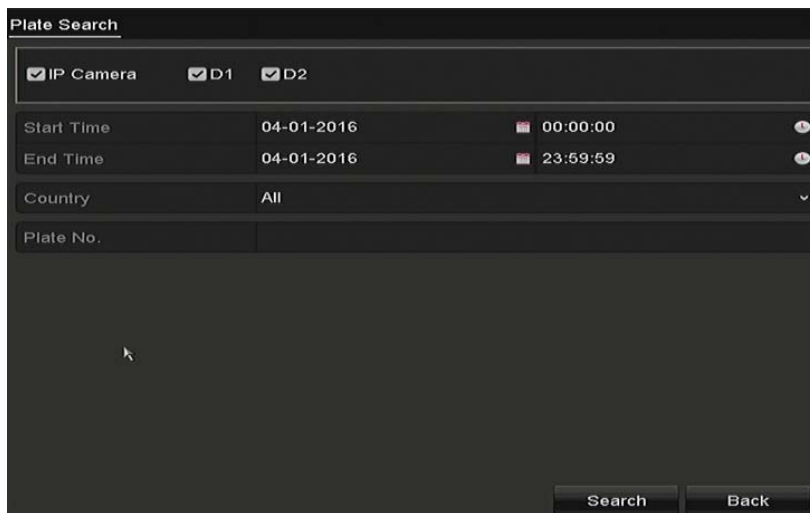 Plate Search
IP Camera D1 D2
Start Time 04-01-2016 00:00:00
End Time 04-01-2016 23:59:59
Country All
Plate No.
Search Back